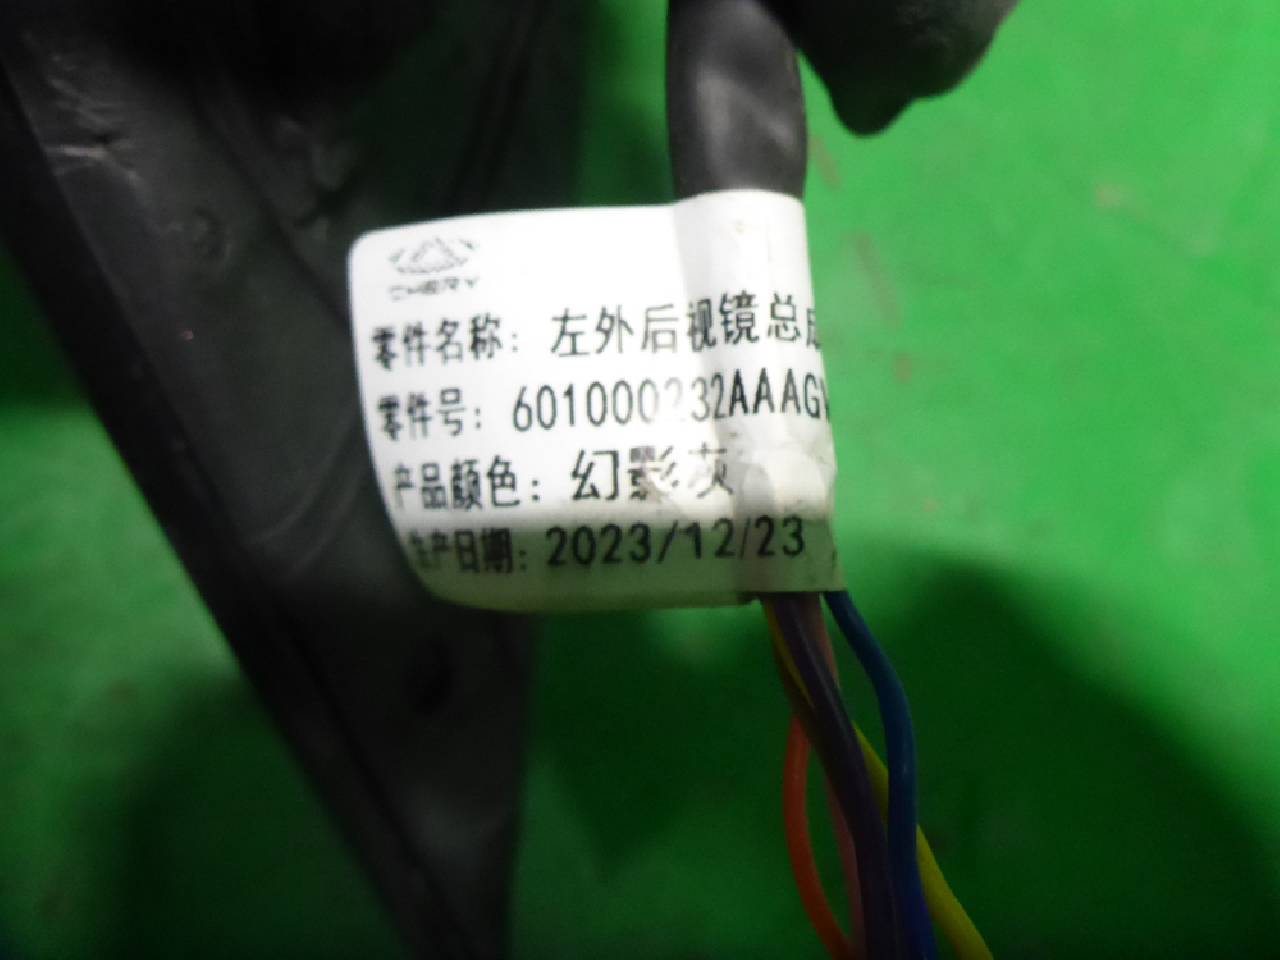 CHERY
零件名称：左外后视镜总成
零件号：601000232AAAG
产品颜色：幻影灰
生产日期：2023/12/23